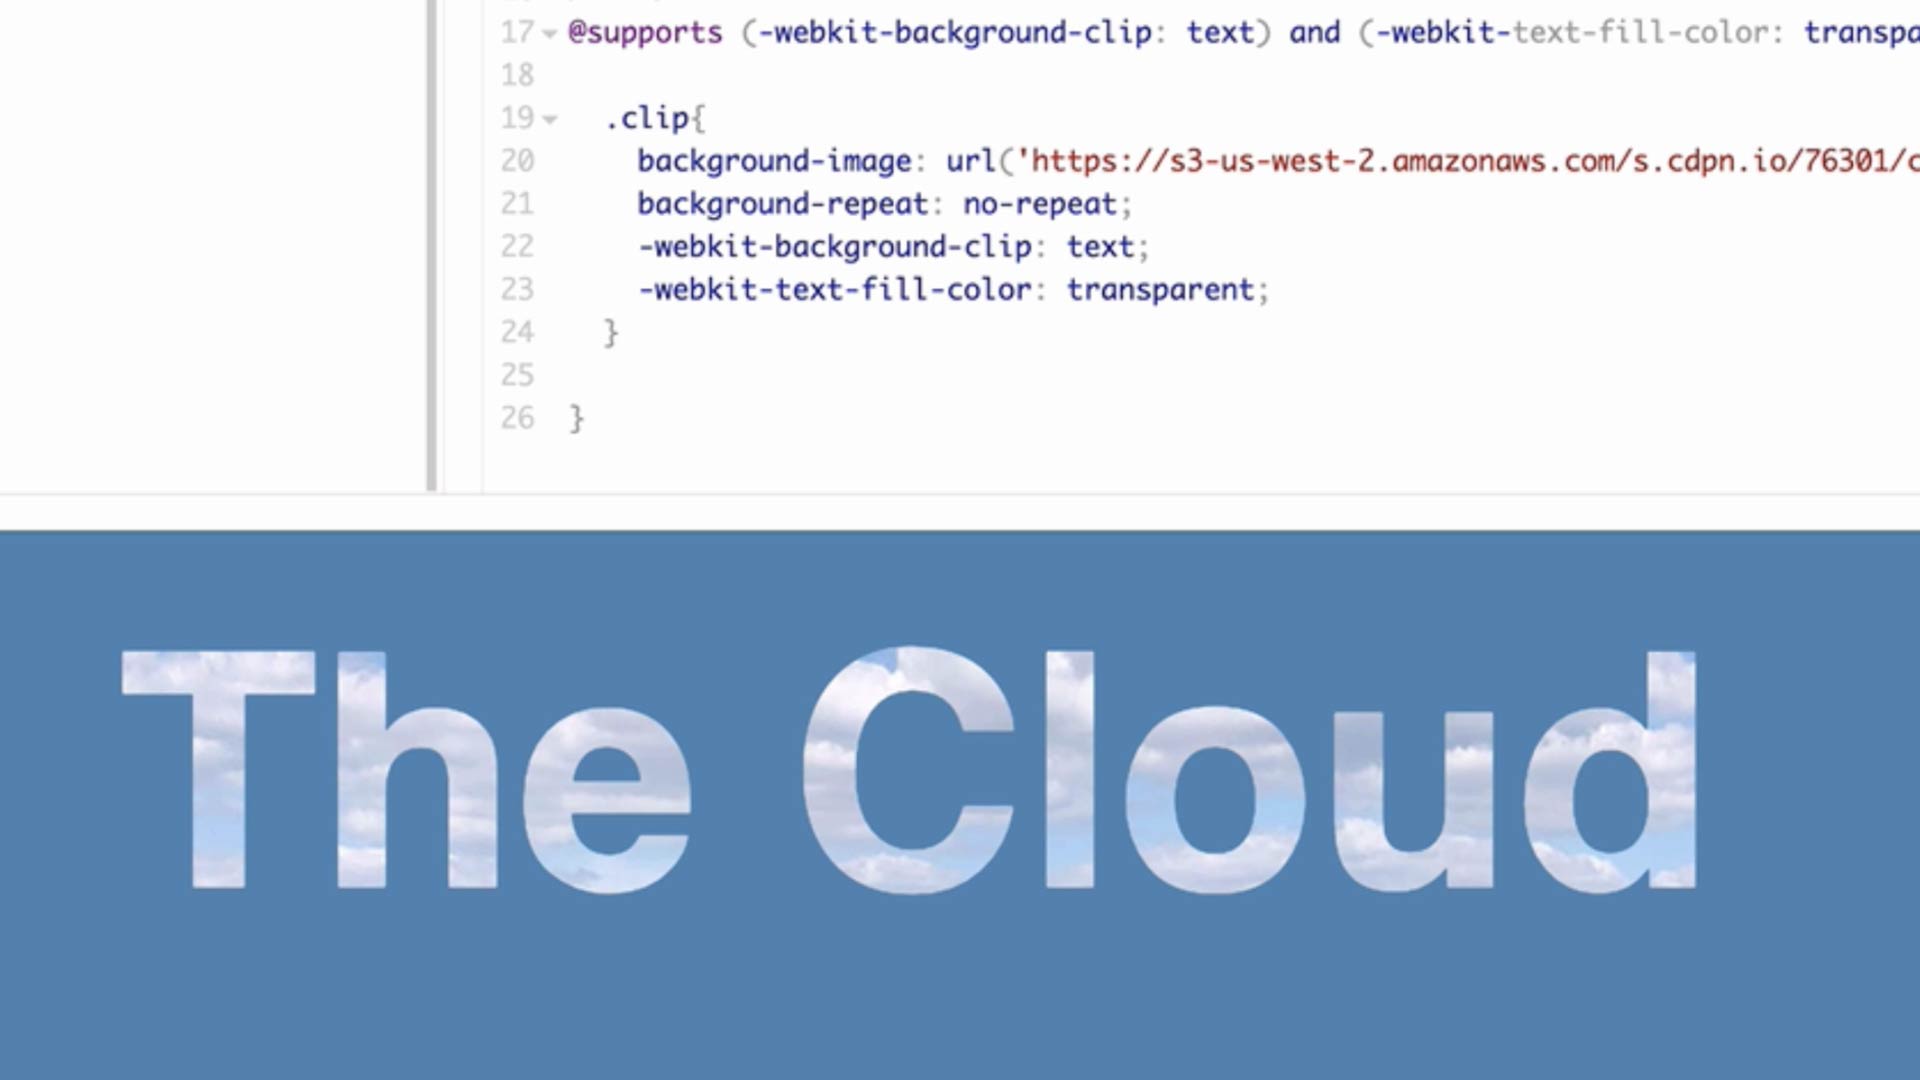 17 @supports (-webkit-background-clip: text) and (-webkit-text-fill-color:
18
19 .clip{
20 background-image: url('https://s3-us-west-2.amazonaws.com/s.cdpn.io/76301/
21 background-repeat: no-repeat;
22 -webkit-background-clip: text;
23 -webkit-text-fill-color: transparent;
24 }
25
26 }
The Cloud